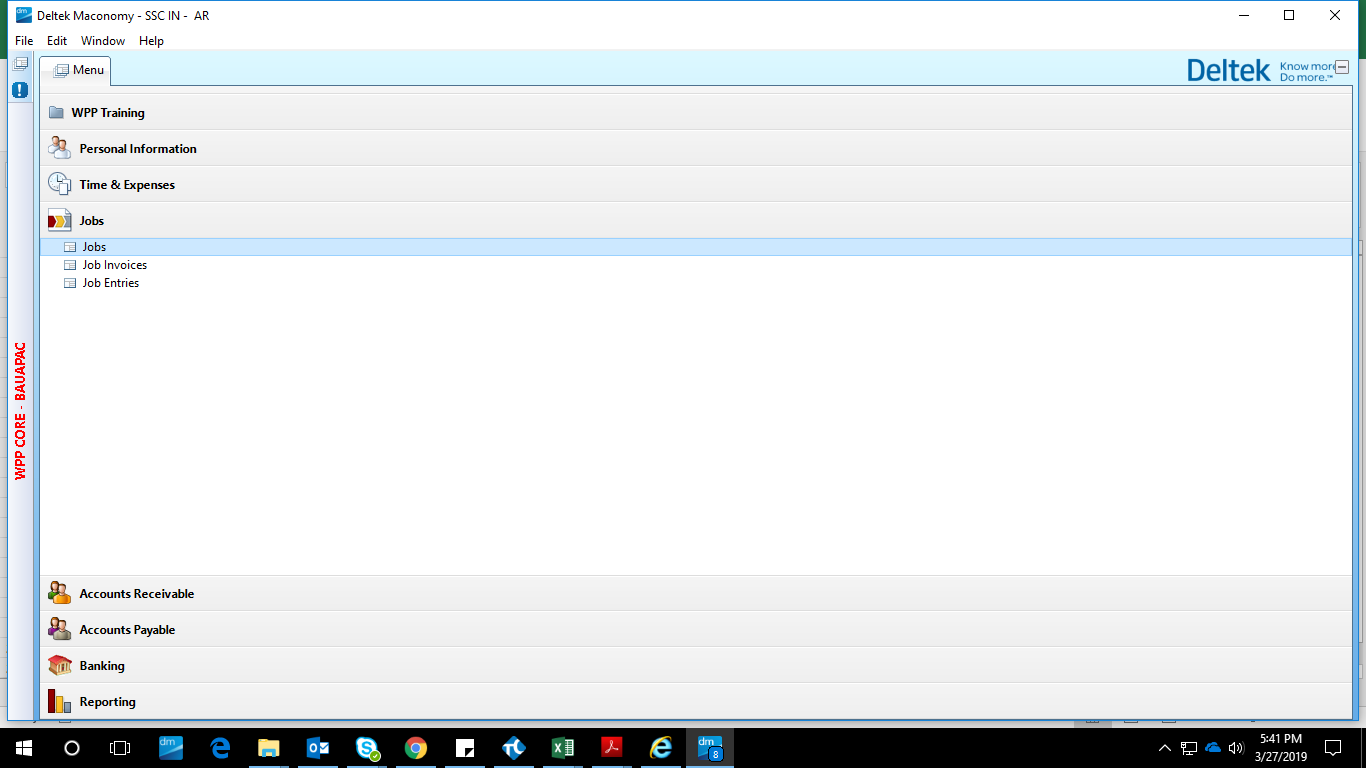 Deltek Maconomy - SSC IN - AR
File Edit Window Help
Menu
Deltek
Know more
Do more.™
WPP Training
Personal Information
Time & Expenses
Jobs
Jobs
Job Invoices
Job Entries
WPP CORE - BAUAPAC
Accounts Receivable
Accounts Payable
Banking
Reporting
5:41 PM
3/27/2019
dm
8